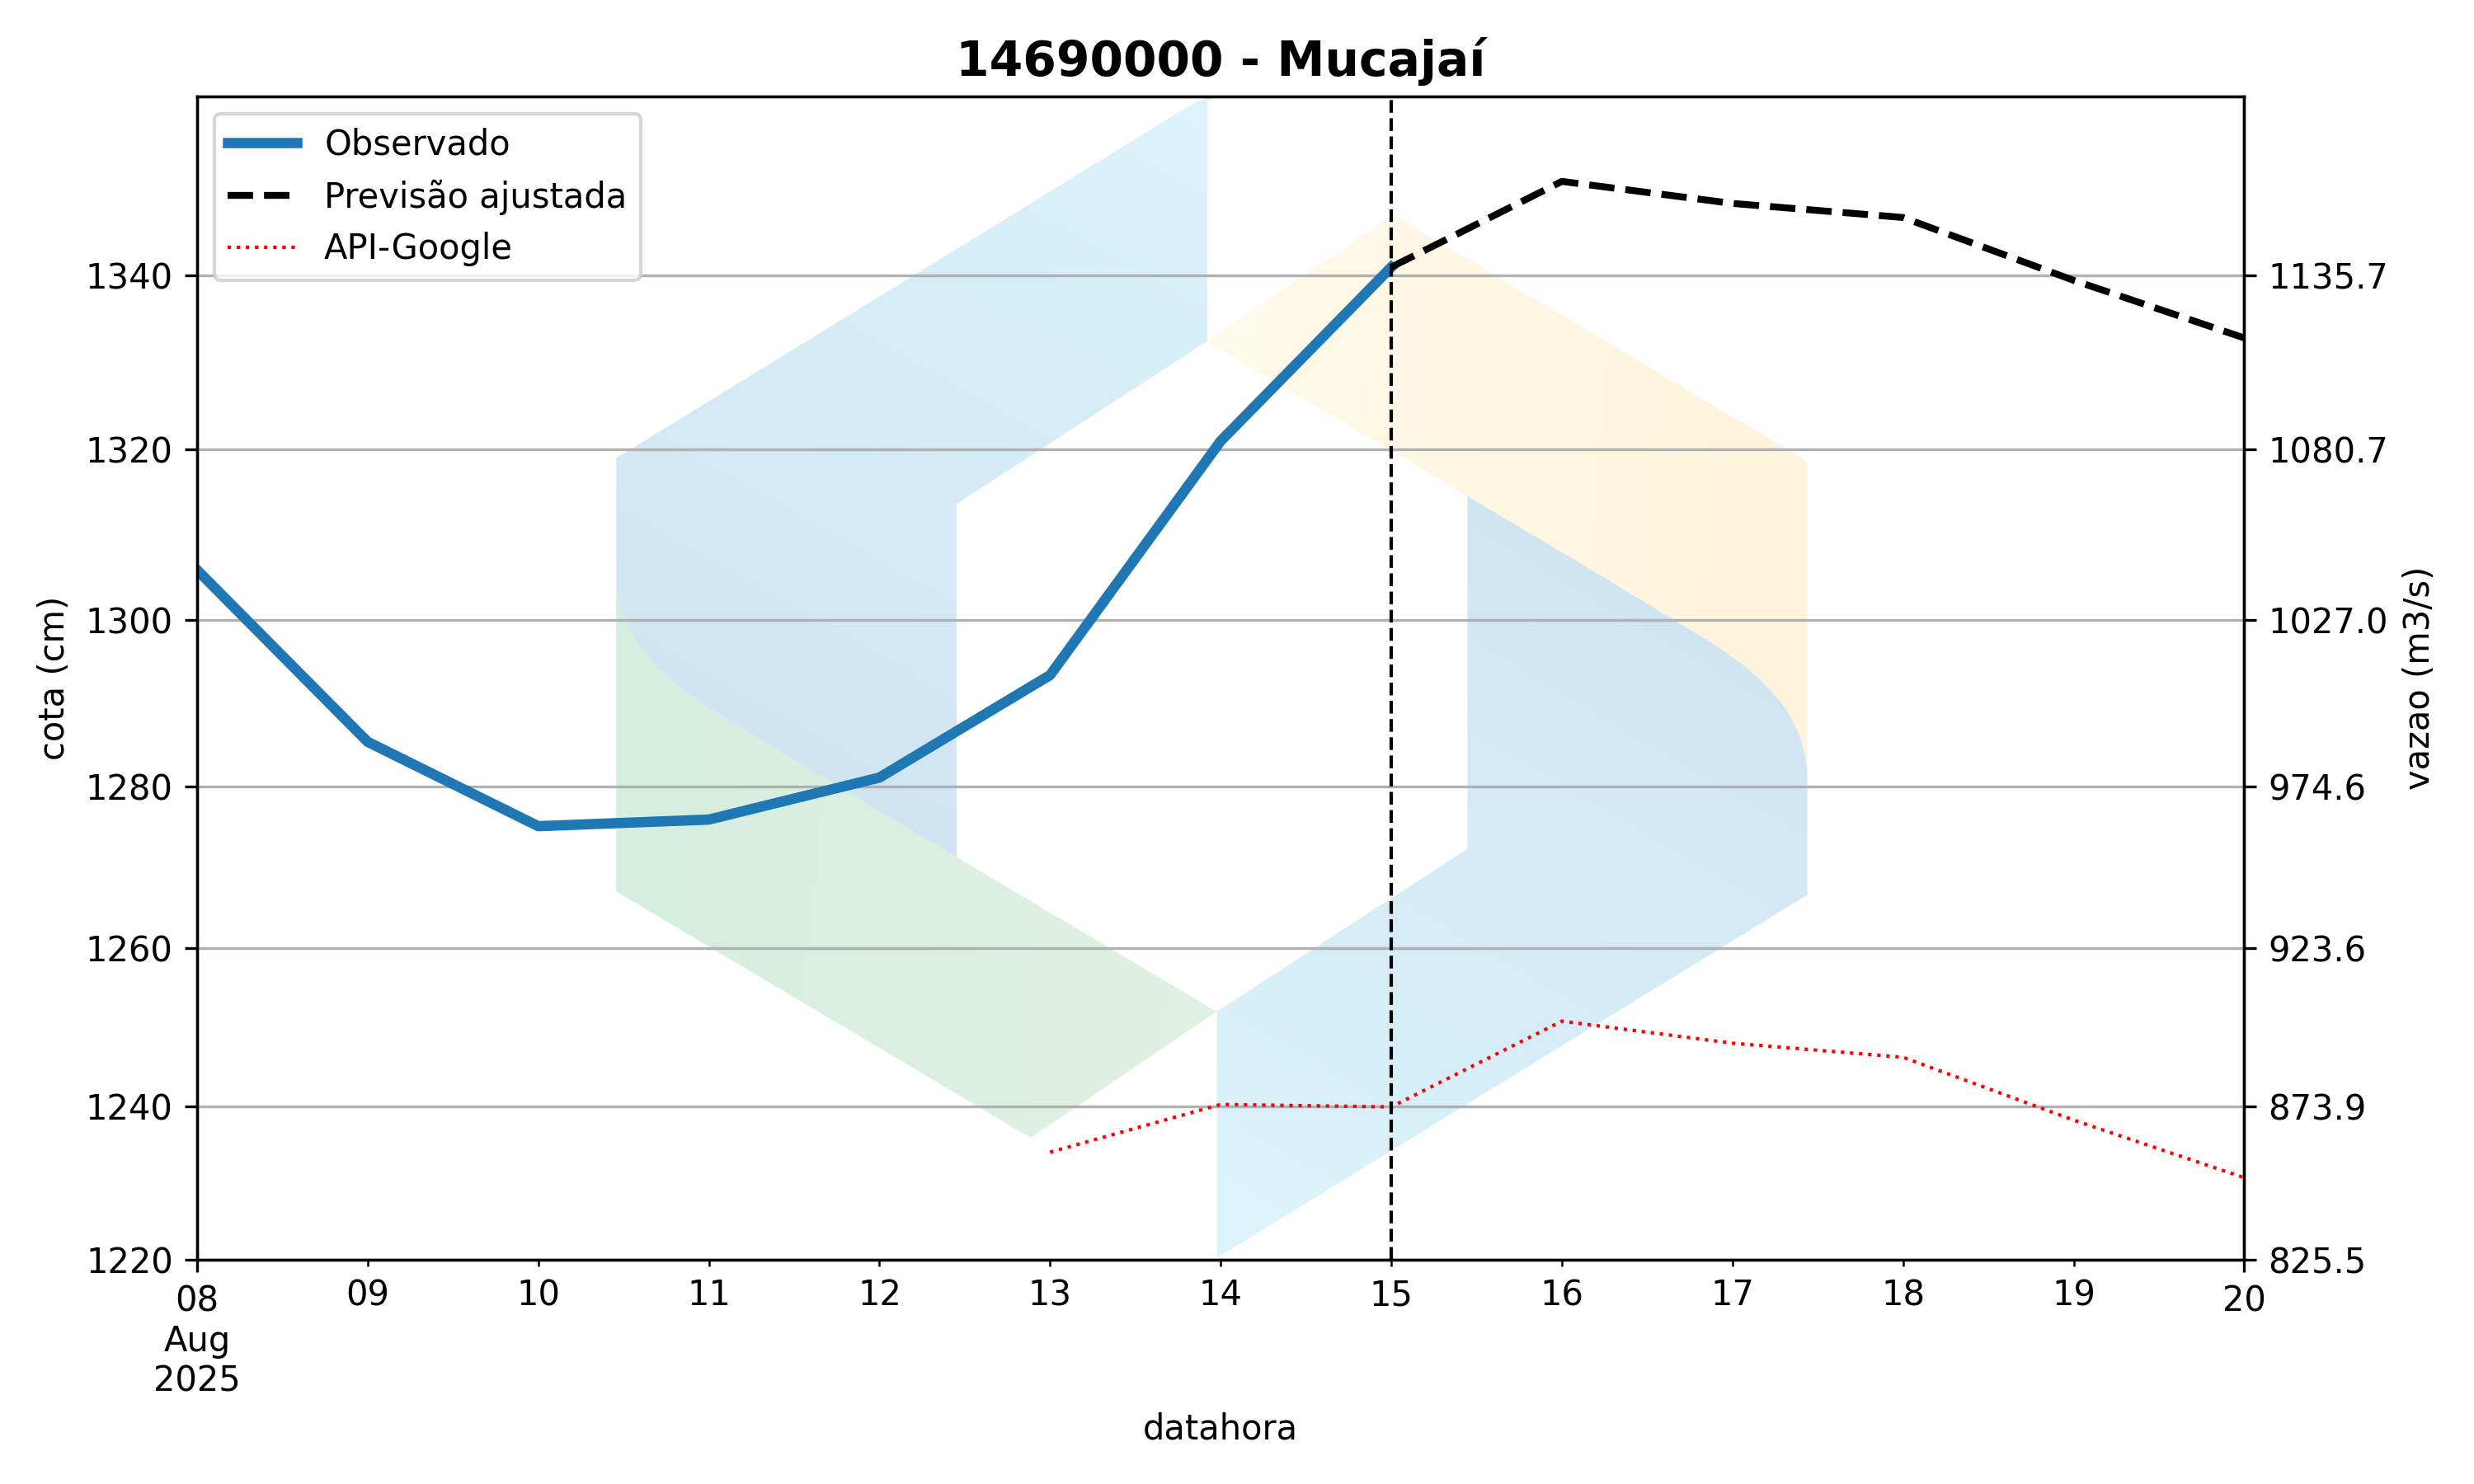 14690000 - Mucajaí
Observado
Previsão ajustada
API-Google
1340
1320
1300
1280
1260
1240
1220
cota (cm)
1135.7
1080.7
1027.0
974.6
923.6
873.9
825.5
vazao (m3/s)
08 09 10 11 12 13 14 15 16 17 18 19 20
Aug
2025
datahora